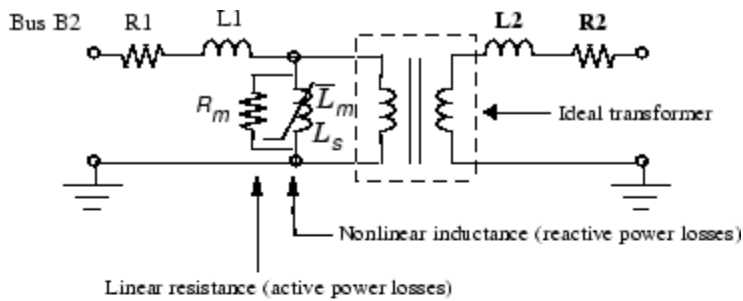 Bus B2
R1
L1
L2
R2
Rm
Lm
Ls
Ideal transformer
Nonlinear inductance (reactive power losses)
Linear resistance (active power losses)